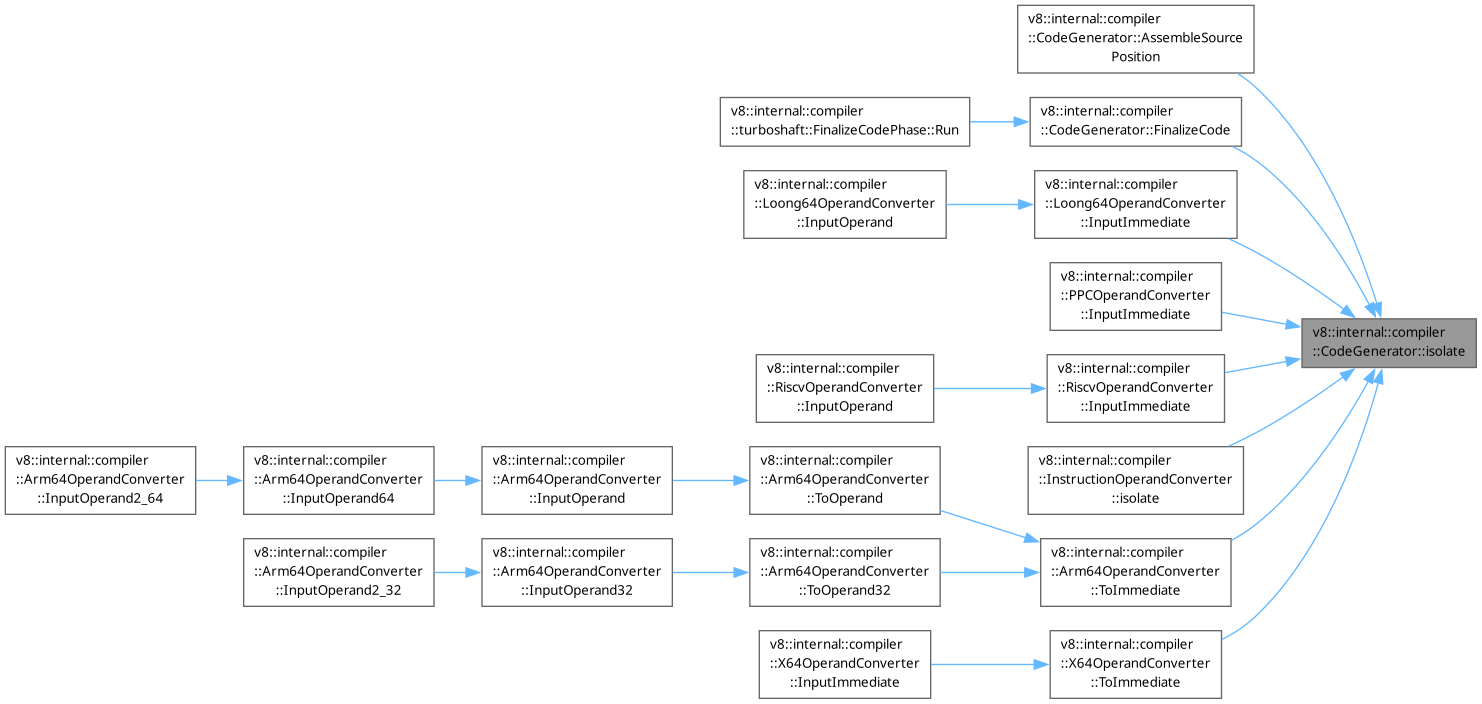 v8::internal::compiler
::CodeGenerator::AssembleSource
Position
v8::internal::compiler
::turboshaft::FinalizeCodePhase::Run
v8::internal::compiler
::CodeGenerator::FinalizeCode
v8::internal::compiler
::Loong64OperandConverter
::InputOperand
v8::internal::compiler
::Loong64OperandConverter
::InputImmediate
v8::internal::compiler
::PPCOperandConverter
::InputImmediate
v8::internal::compiler
::CodeGenerator::isolate
v8::internal::compiler
::RiscvOperandConverter
::InputOperand
v8::internal::compiler
::RiscvOperandConverter
::InputImmediate
v8::internal::compiler
::Arm64OperandConverter
::InputOperand2_64
v8::internal::compiler
::Arm64OperandConverter
::InputOperand64
v8::internal::compiler
::Arm64OperandConverter
::InputOperand
v8::internal::compiler
::Arm64OperandConverter
::ToOperand
v8::internal::compiler
::InstructionOperandConverter
::isolate
v8::internal::compiler
::Arm64OperandConverter
::InputOperand2_32
v8::internal::compiler
::Arm64OperandConverter
::InputOperand32
v8::internal::compiler
::Arm64OperandConverter
::ToOperand32
v8::internal::compiler
::Arm64OperandConverter
::ToImmediate
v8::internal::compiler
::X64OperandConverter
::InputImmediate
v8::internal::compiler
::X64OperandConverter
::ToImmediate